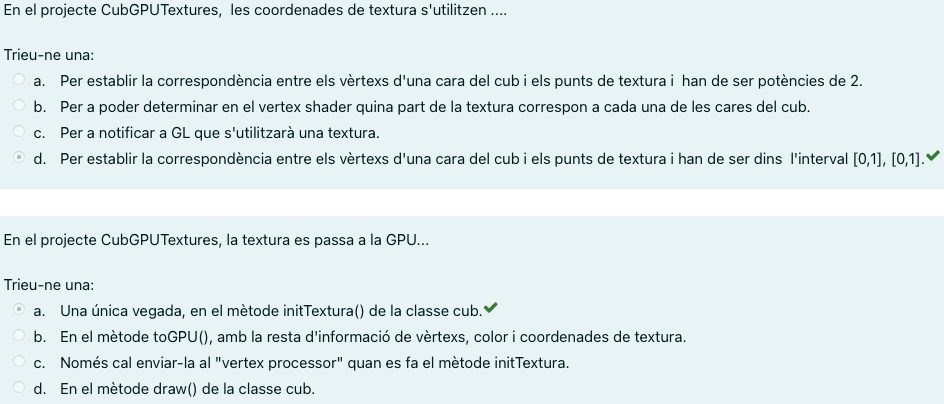 En el projecte CubGPUTextures, les coordenades de textura s'utilitzen ....
Trieu-ne una:
a. Per establir la correspondència entre els vèrtexs d'una cara del cub i els punts de textura i han de ser potències de 2.
b. Per a poder determinar en el vertex shader quina part de la textura correspon a cada una de les cares del cub.
c. Per a notificar a GL que s'utilitzarà una textura.
d. Per establir la correspondència entre els vèrtexs d'una cara del cub i els punts de textura i han de ser dins l'interval [0,1], [0,1].
En el projecte CubGPUTextures, la textura es passa a la GPU...
Trieu-ne una:
a. Una única vegada, en el mètode initTextura() de la classe cub.
b. En el mètode toGPU(), amb la resta d'informació de vèrtexs, color i coordenades de textura.
c. Només cal enviar-la al "vertex processor" quan es fa el mètode initTextura.
d. En el mètode draw() de la classe cub.